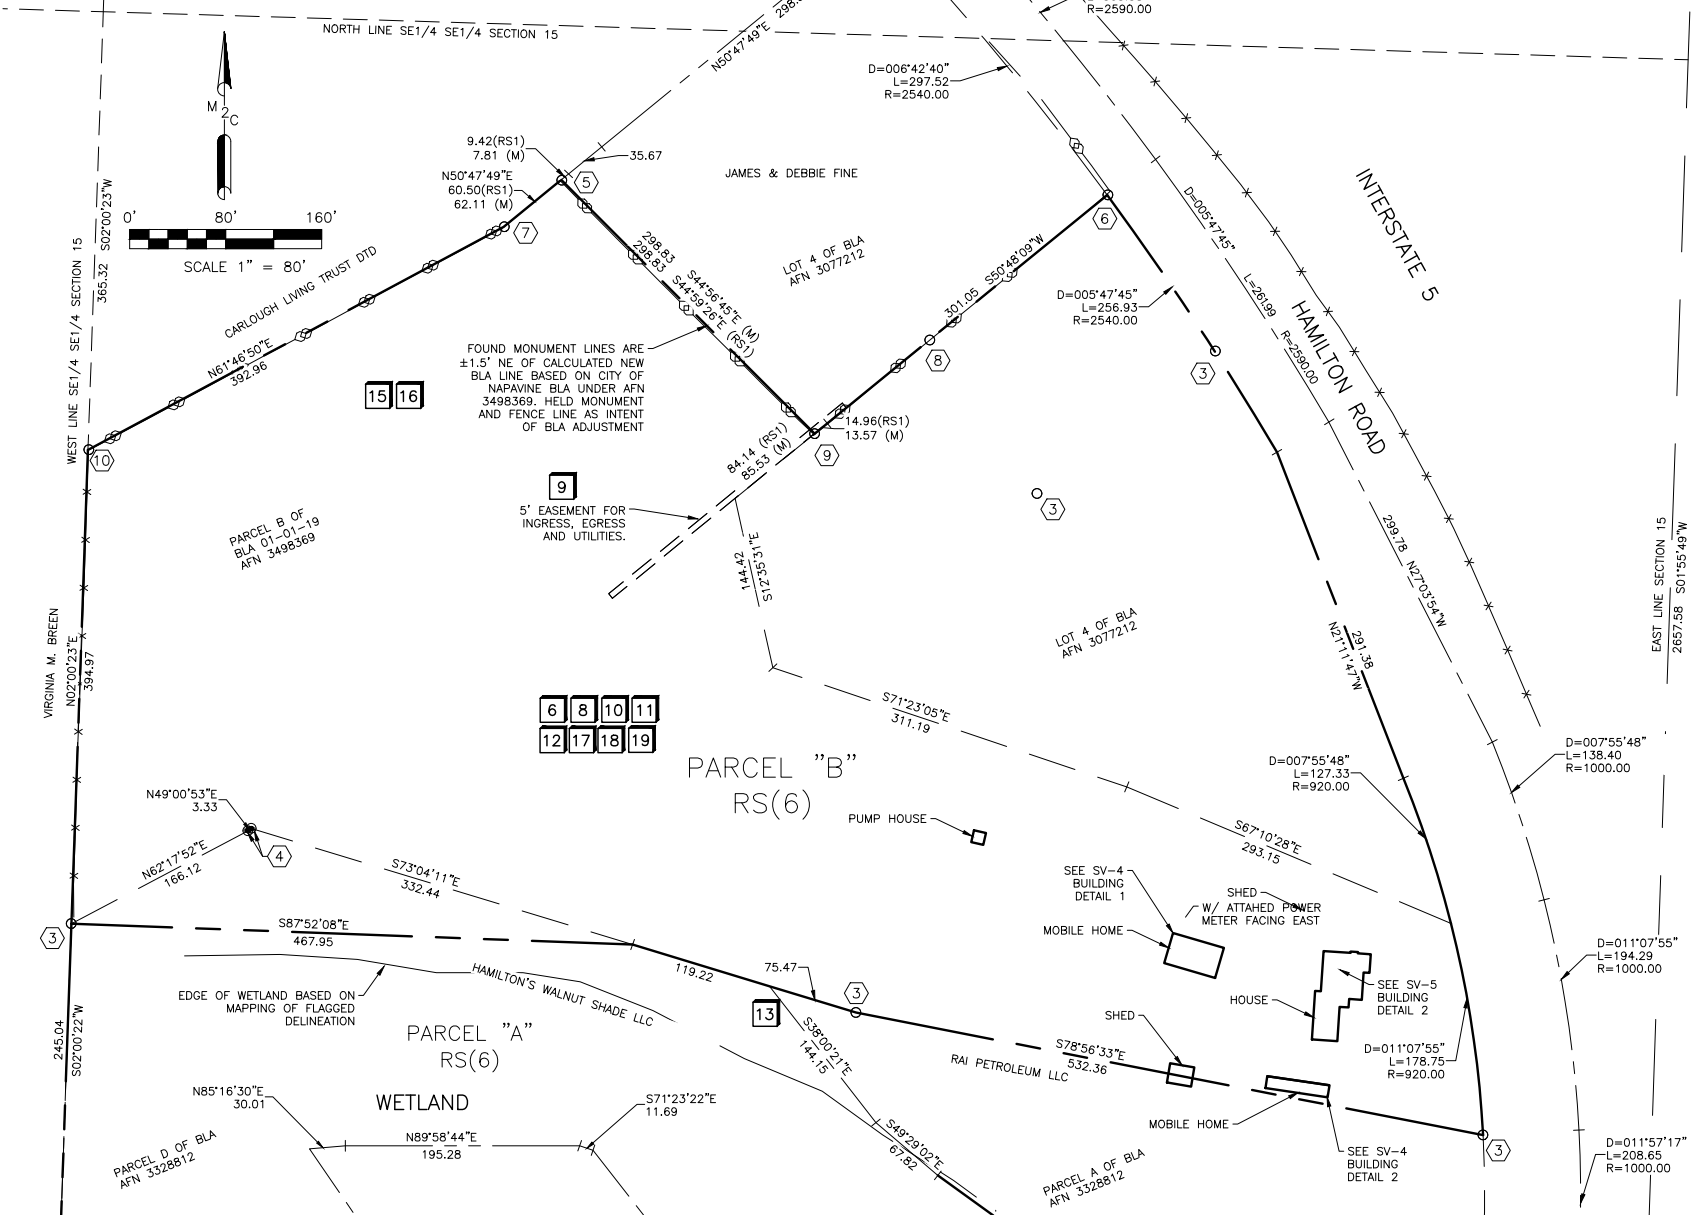 R=2590.00
NORTH LINE SE1/4 SE1/4 SECTION 15
N50°47'49"E
D=006°42'40"
L=297.52
R=2540.00
M 2 C
0' 80' 160'
SCALE 1" = 80'
365.32 S02°00'23"W
WEST LINE SE1/4 SE1/4 SECTION 15
9.42(RS1)
7.81 (M)
35.67
N50°47'49"E
60.50(RS1)
62.11 (M)
5
7
JAMES & DEBBIE FINE
6
INTERSTATE 5
HAMILTON ROAD
D=005°47'45"
L=261.99
R=2590.00
CARLOUGH LIVING TRUST DTD
N61°46'50"E
392.96
298.83 S44°56'45"E (M)
298.83 S44°59'26"E (RS1)
LOT 4 OF BLA
AFN 3077212
301.05 S50°48'09"W
D=005°47'45"
L=256.93
R=2540.00
8
3
FOUND MONUMENT LINES ARE
±1.5' NE OF CALCULATED NEW
BLA LINE BASED ON CITY OF
NAPAVINE BLA UNDER AFN
3498369. HELD MONUMENT
AND FENCE LINE AS INTENT
OF BLA ADJUSTMENT
15 16
14.96(RS1)
13.57 (M)
9
84.14 (RS1)
85.53 (M)
10
9
5' EASEMENT FOR
INGRESS, EGRESS
AND UTILITIES.
3
PARCEL B OF
BLA 01-01-19
AFN 3498369
144.42
S12°35'31"E
299.78 N27°03'54"W
EAST LINE SECTION 15
2657.58 S01°55'49"W
VIRGINIA M. BREEN
N02°00'23"E
394.97
LOT 4 OF BLA
AFN 3077212
291.38
N21°11'47"W
6 8 10 11
12 17 18 19
S71°23'05"E
311.19
PARCEL "B"
RS(6)
D=007°55'48"
L=138.40
R=1000.00
D=007°55'48"
L=127.33
R=920.00
N49°00'53"E
3.33
4
PUMP HOUSE
S67°10'28"E
293.15
N62°17'52"E
166.12
S73°04'11"E
332.44
SEE SV-4
BUILDING
DETAIL 1
SHED
W/ ATTAHED POWER
METER FACING EAST
MOBILE HOME
3
S87°52'08"E
467.95
D=011°07'55"
L=194.29
R=1000.00
119.22
75.47
HAMILTON'S WALNUT SHADE LLC
EDGE OF WETLAND BASED ON
MAPPING OF FLAGGED
DELINEATION
3
13
HOUSE
SEE SV-5
BUILDING
DETAIL 2
SHED
PARCEL "A"
RS(6)
245.04
S02°00'22"W
S38°00'21"E
144.15
S78°56'33"E
532.36
RAI PETROLEUM LLC
D=011°07'55"
L=178.75
R=920.00
N85°16'30"E
30.01
WETLAND
S71°23'22"E
11.69
MOBILE HOME
N89°58'44"E
195.28
S49°29'02"E
67.82
3
SEE SV-4
BUILDING
DETAIL 2
D=011°57'17"
L=208.65
R=1000.00
PARCEL D OF BLA
AFN 3328812
PARCEL A OF BLA
AFN 3328812